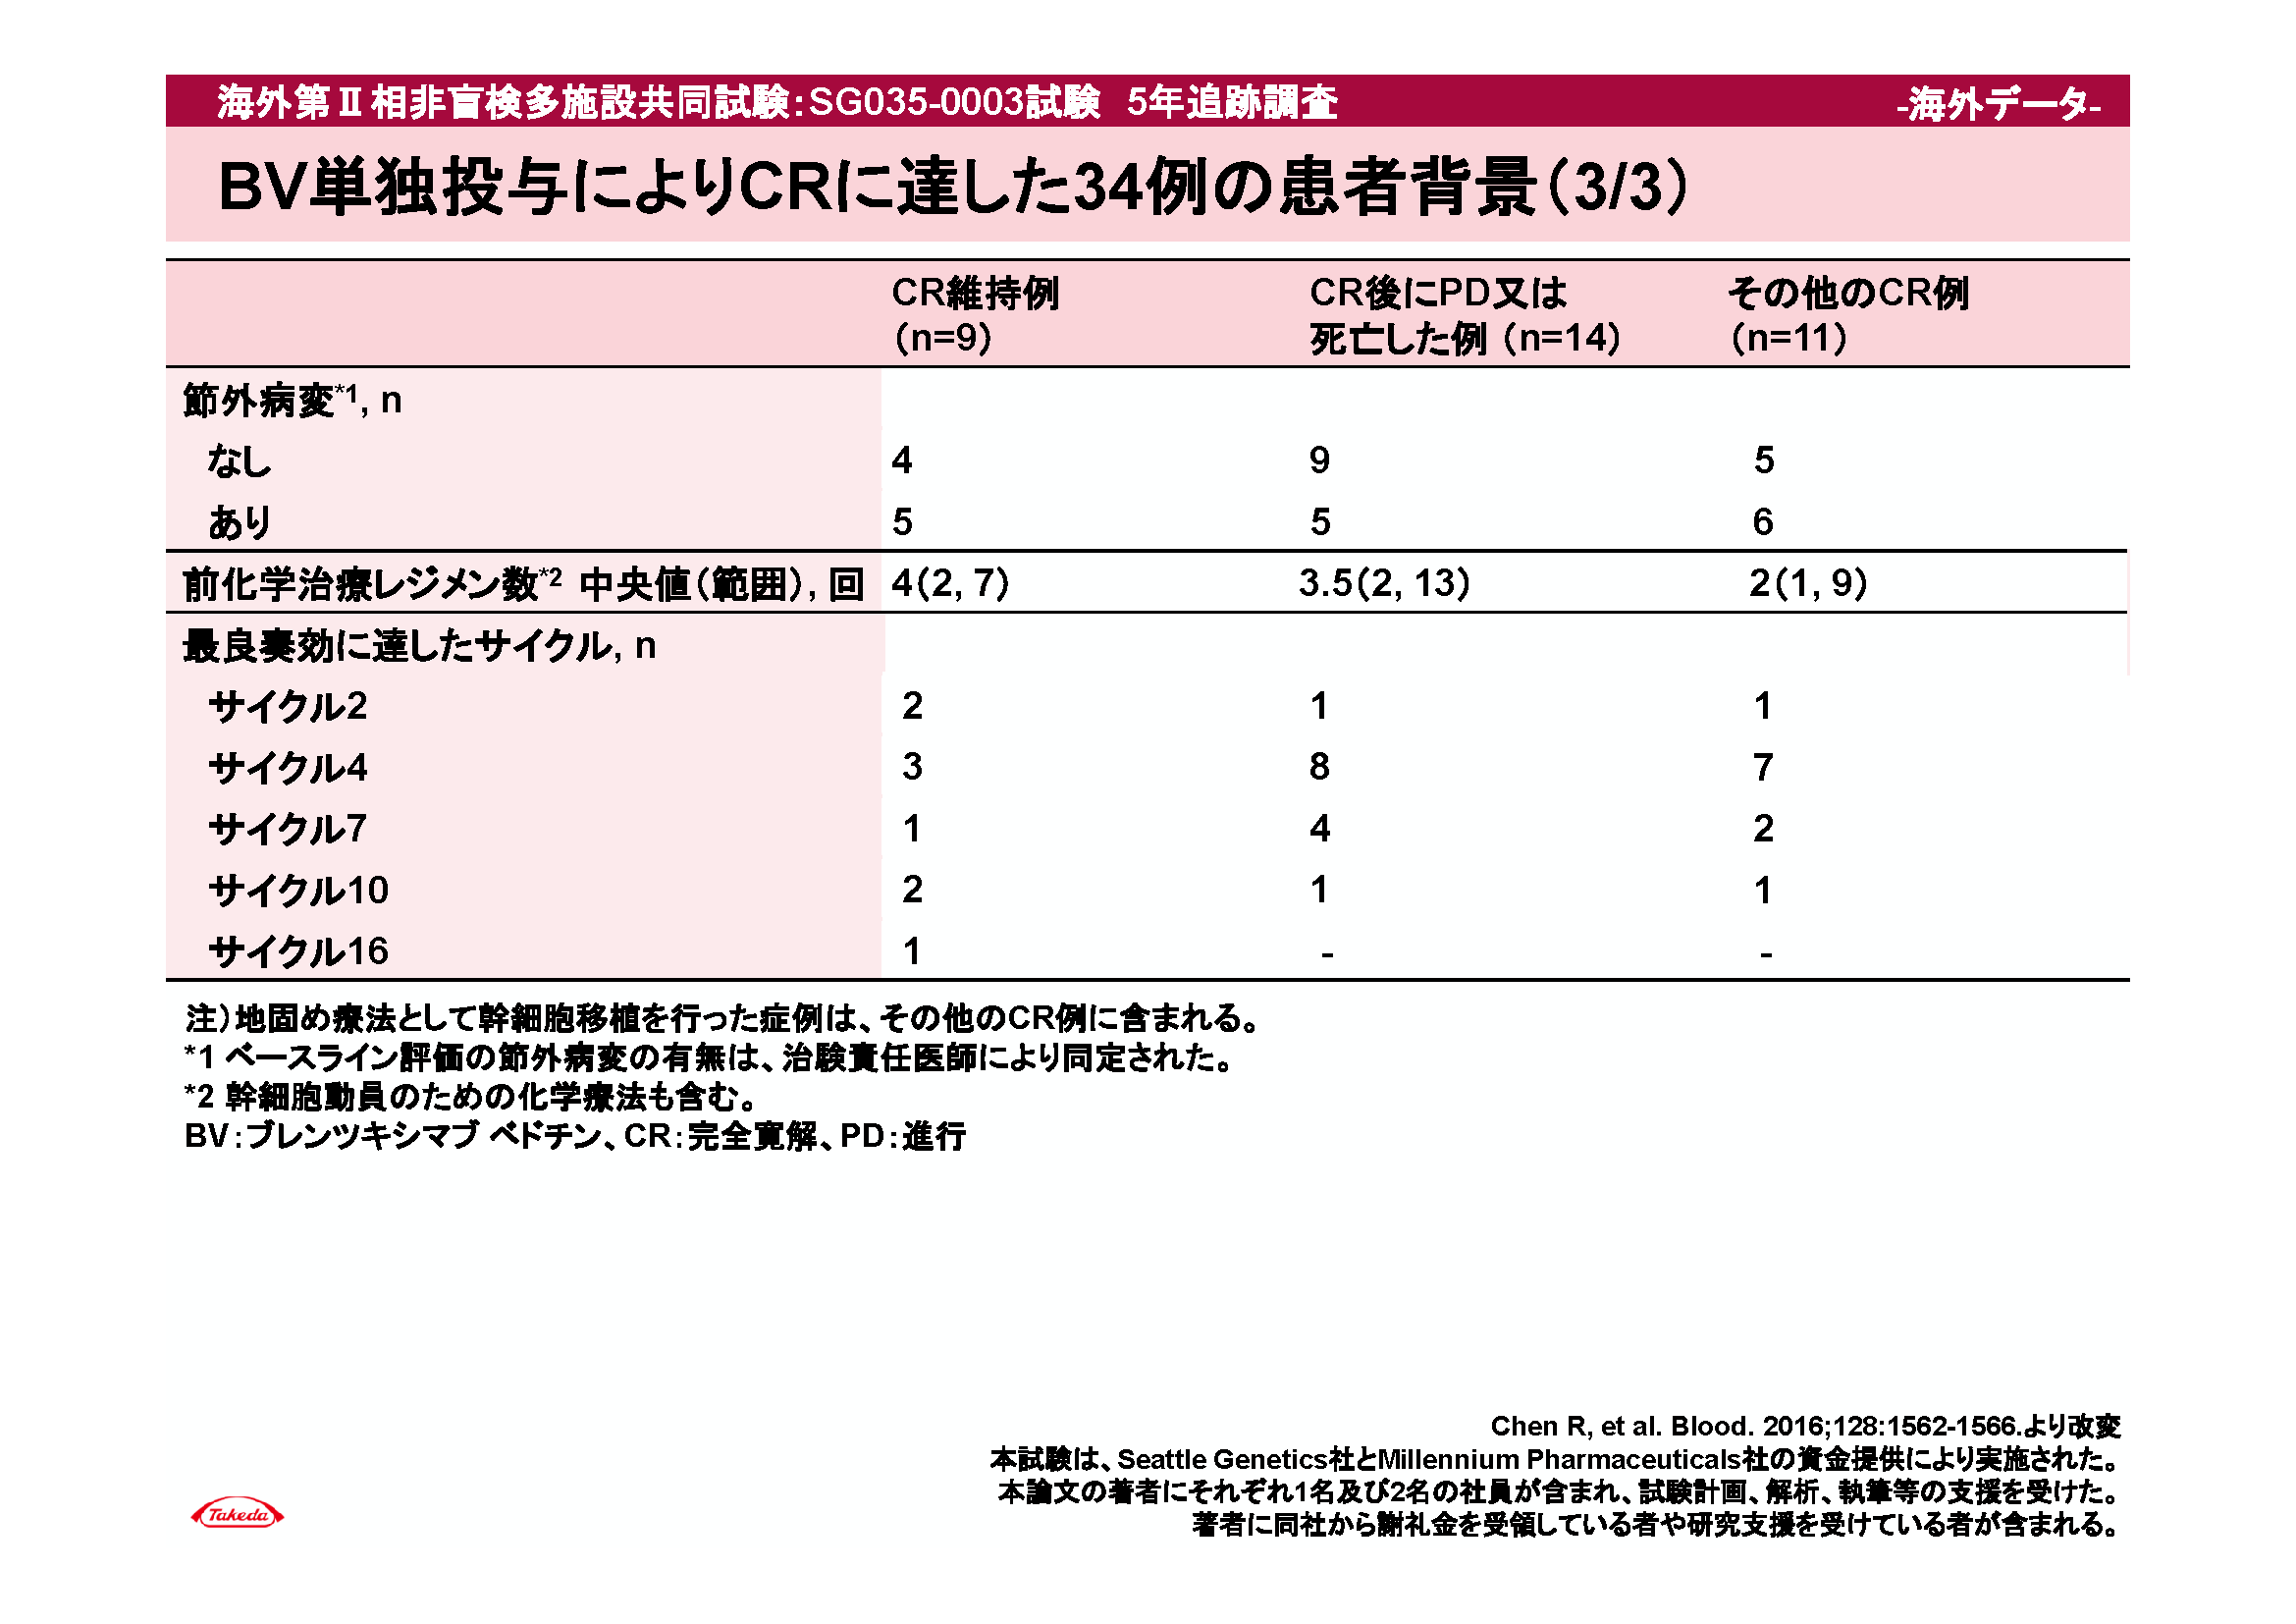 海外第Ⅱ相非盲検多施設共同試験：SG035-0003試験　5年追跡調査 -海外データ-
BV単独投与によりCRに達した34例の患者背景（3/3）
CR維持例 CR後にPD又は その他のCR例
（n=9） 死亡した例（n=14） （n=11）
節外病変*1, n
なし 4 9 5
あり 5 5 6
前化学治療レジメン数*2 中央値（範囲）, 回 4（2, 7） 3.5（2, 13） 2（1, 9）
最良奏効に達したサイクル, n
サイクル2 2 1 1
サイクル4 3 8 7
サイクル7 1 4 2
サイクル10 2 1 1
サイクル16 1 - -
注）地固め療法として幹細胞移植を行った症例は、その他のCR例に含まれる。
*1 ベースライン評価の節外病変の有無は、治験責任医師により同定された。
*2 幹細胞動員のための化学療法も含む。
BV：ブレンツキシマブ ベドチン、CR：完全寛解、PD：進行
Chen R, et al. Blood. 2016;128:1562-1566.より改変
本試験は、Seattle Genetics社とMillennium Pharmaceuticals社の資金提供により実施された。
本論文の著者にそれぞれ1名及び2名の社員が含まれ、試験計画、解析、執筆等の支援を受けた。
著者に同社から謝礼金を受領している者や研究支援を受けている者が含まれる。
Takeda